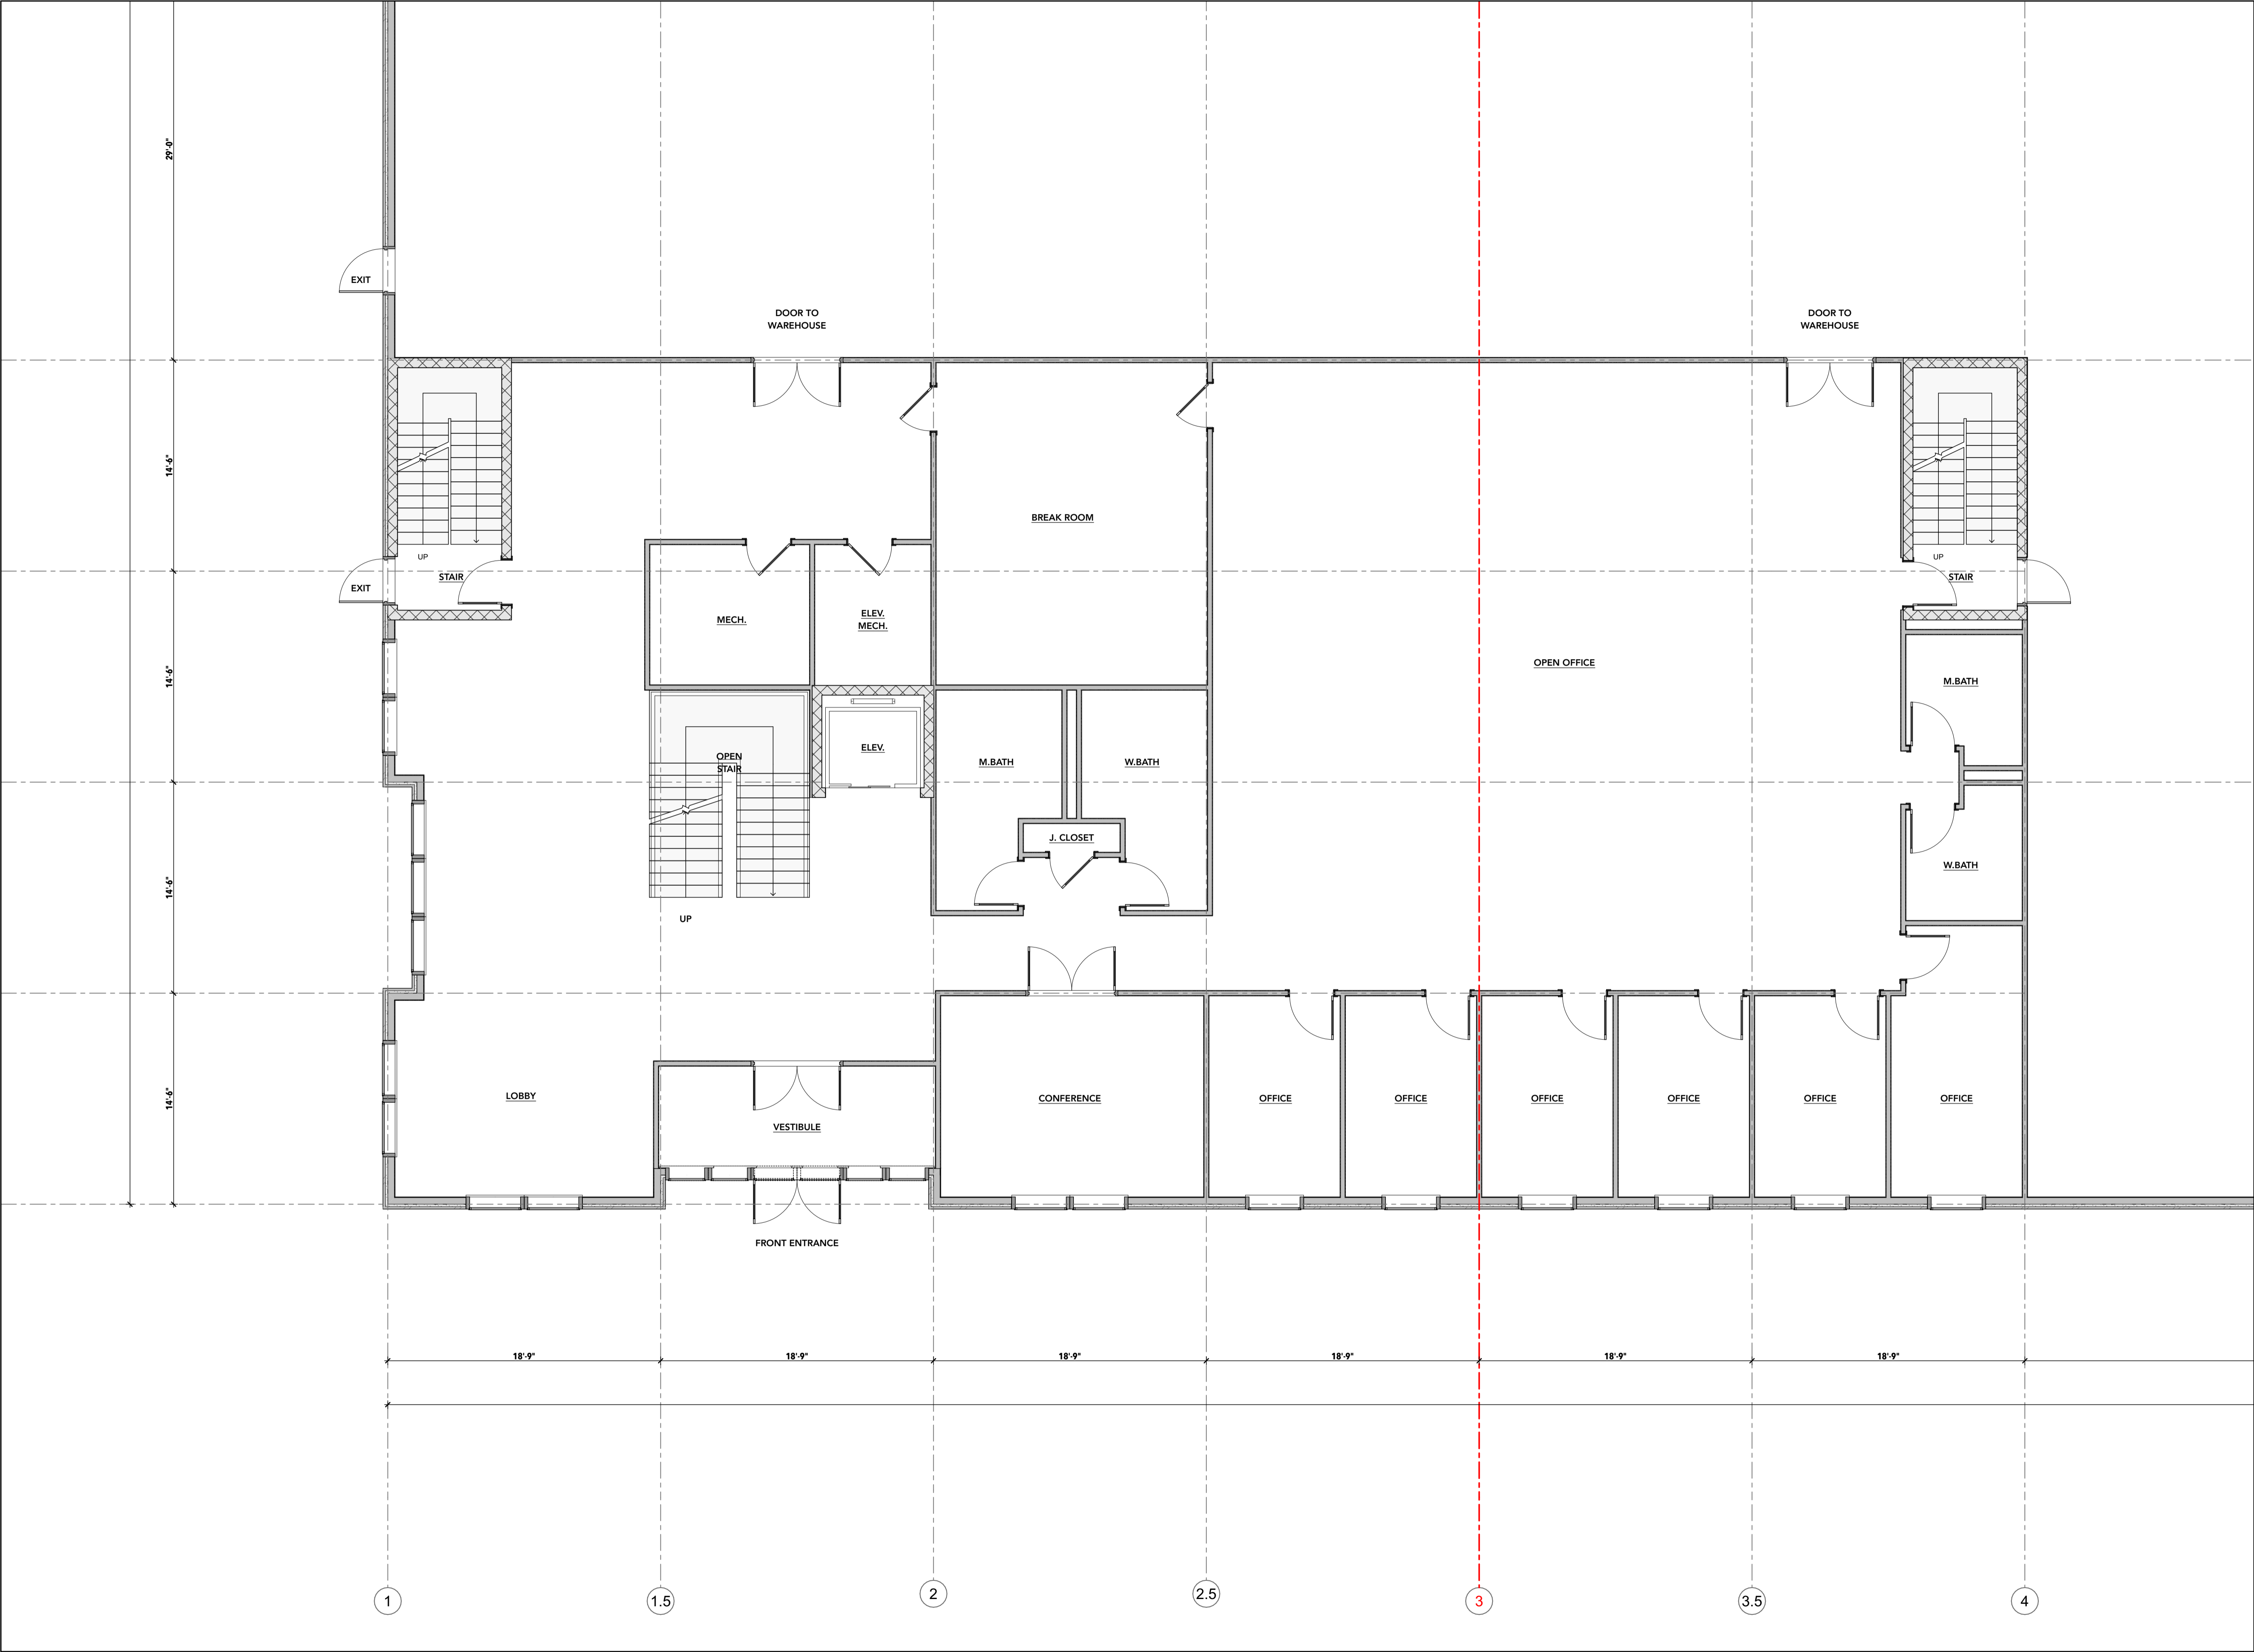 29'-0"
EXIT
DOOR TO
WAREHOUSE
DOOR TO
WAREHOUSE
14'-6"
BREAK ROOM
UP
UP
STAIR
STAIR
EXIT
MECH.
ELEV.
MECH.
OPEN OFFICE
14'-6"
M.BATH
OPEN
STAIR
ELEV.
M.BATH
W.BATH
J. CLOSET
W.BATH
14'-6"
UP
LOBBY
14'-6"
CONFERENCE
OFFICE
OFFICE
OFFICE
OFFICE
OFFICE
OFFICE
VESTIBULE
FRONT ENTRANCE
18'-9"
18'-9"
18'-9"
18'-9"
18'-9"
18'-9"
1
1.5
2
2.5
3
3.5
4